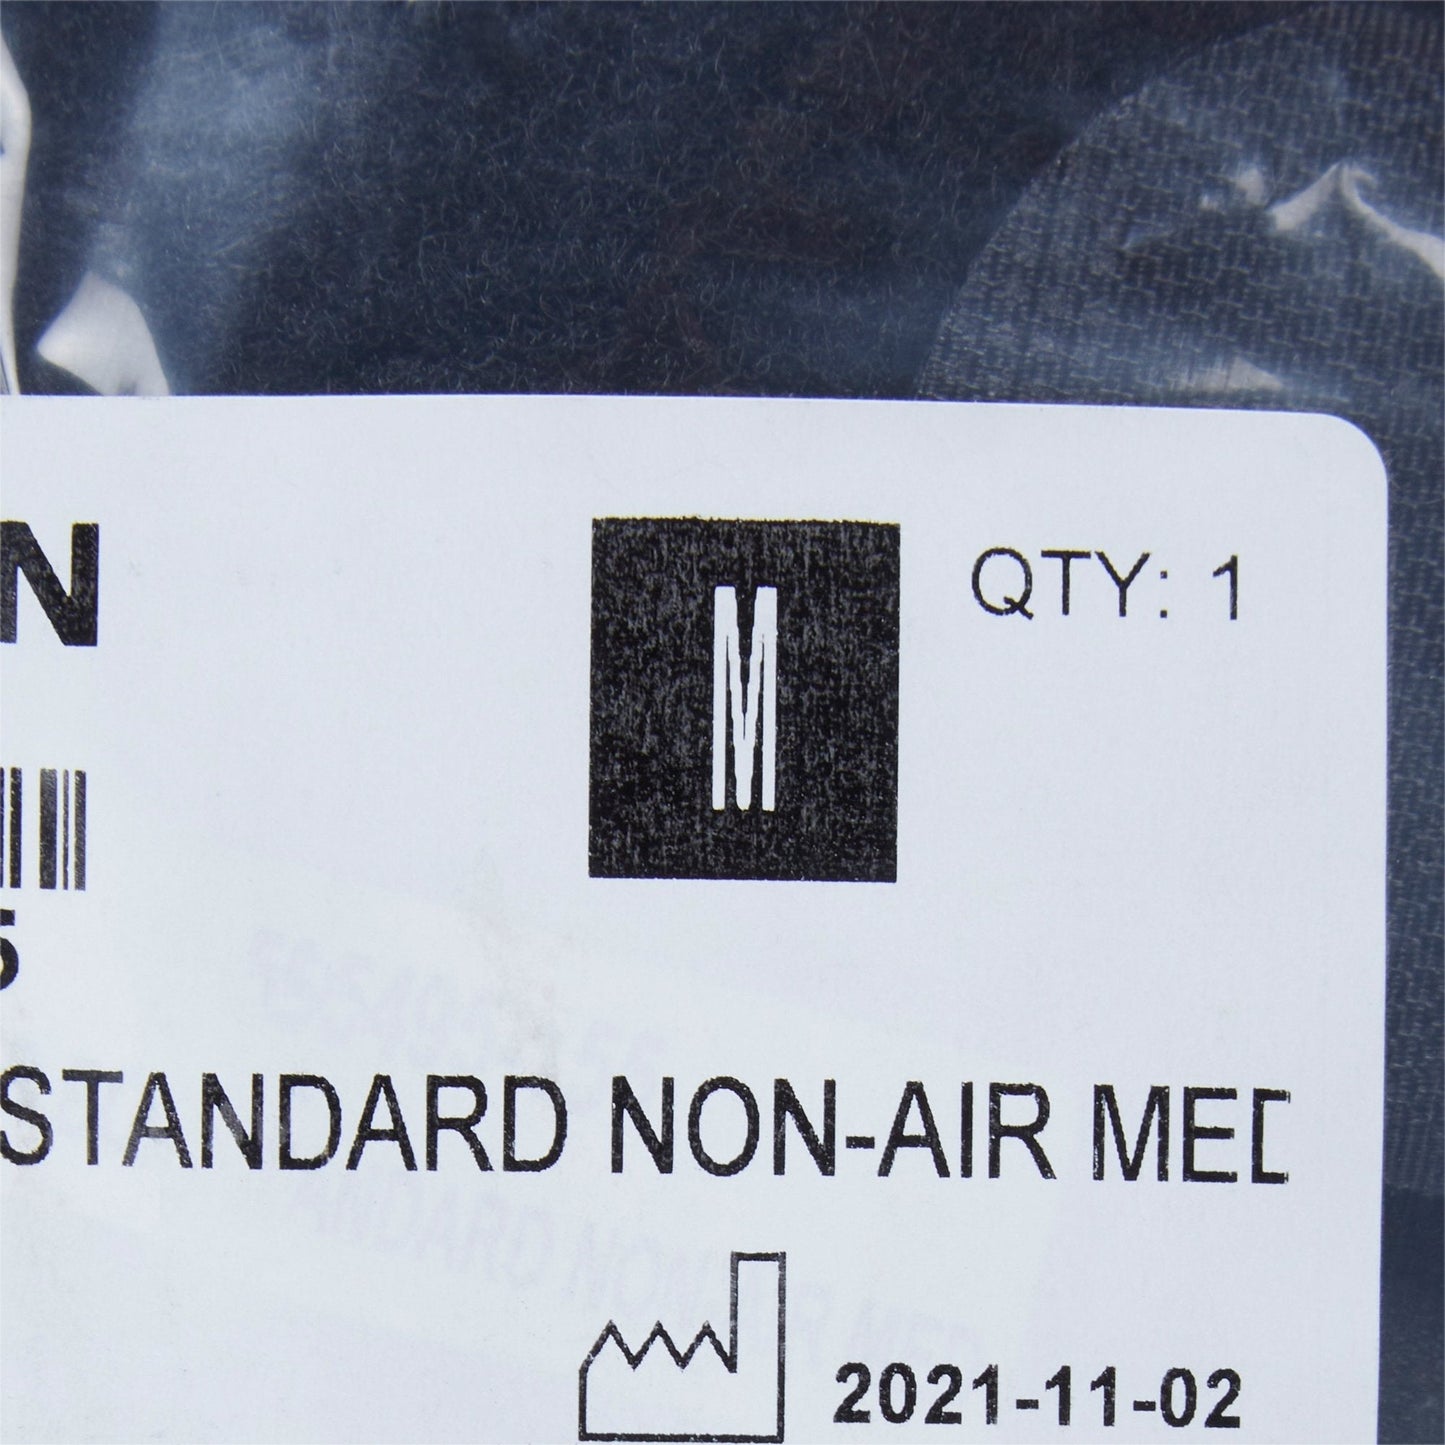 N
M
QTY: 1
5
STANDARD NON-AIR MED
2021-11-02